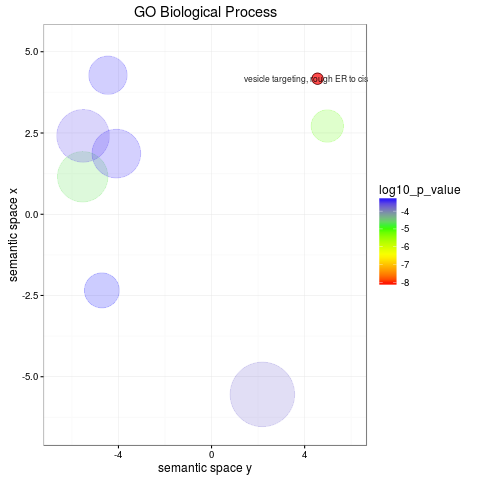 GO Biological Process
5.0
2.5
0.0
-2.5
-5.0
semantic space x
vesicle targeting, rough ER to cis
-4
0
4
semantic space y
log10_p_value
-4
-5
-6
-7
-8